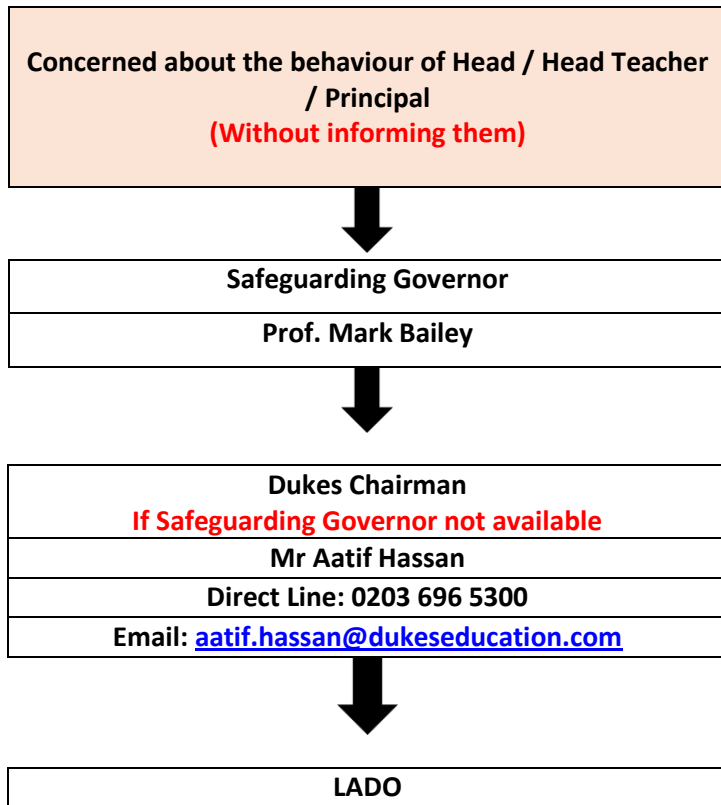 Concerned about the behaviour of Head / Head Teacher
/ Principal
(Without informing them)
Safeguarding Governor
Prof. Mark Bailey
Dukes Chairman
If Safeguarding Governor not available
Mr Aatif Hassan
Direct Line: 0203 696 5300
Email: aatif.hassan@dukeseducation.com
LADO